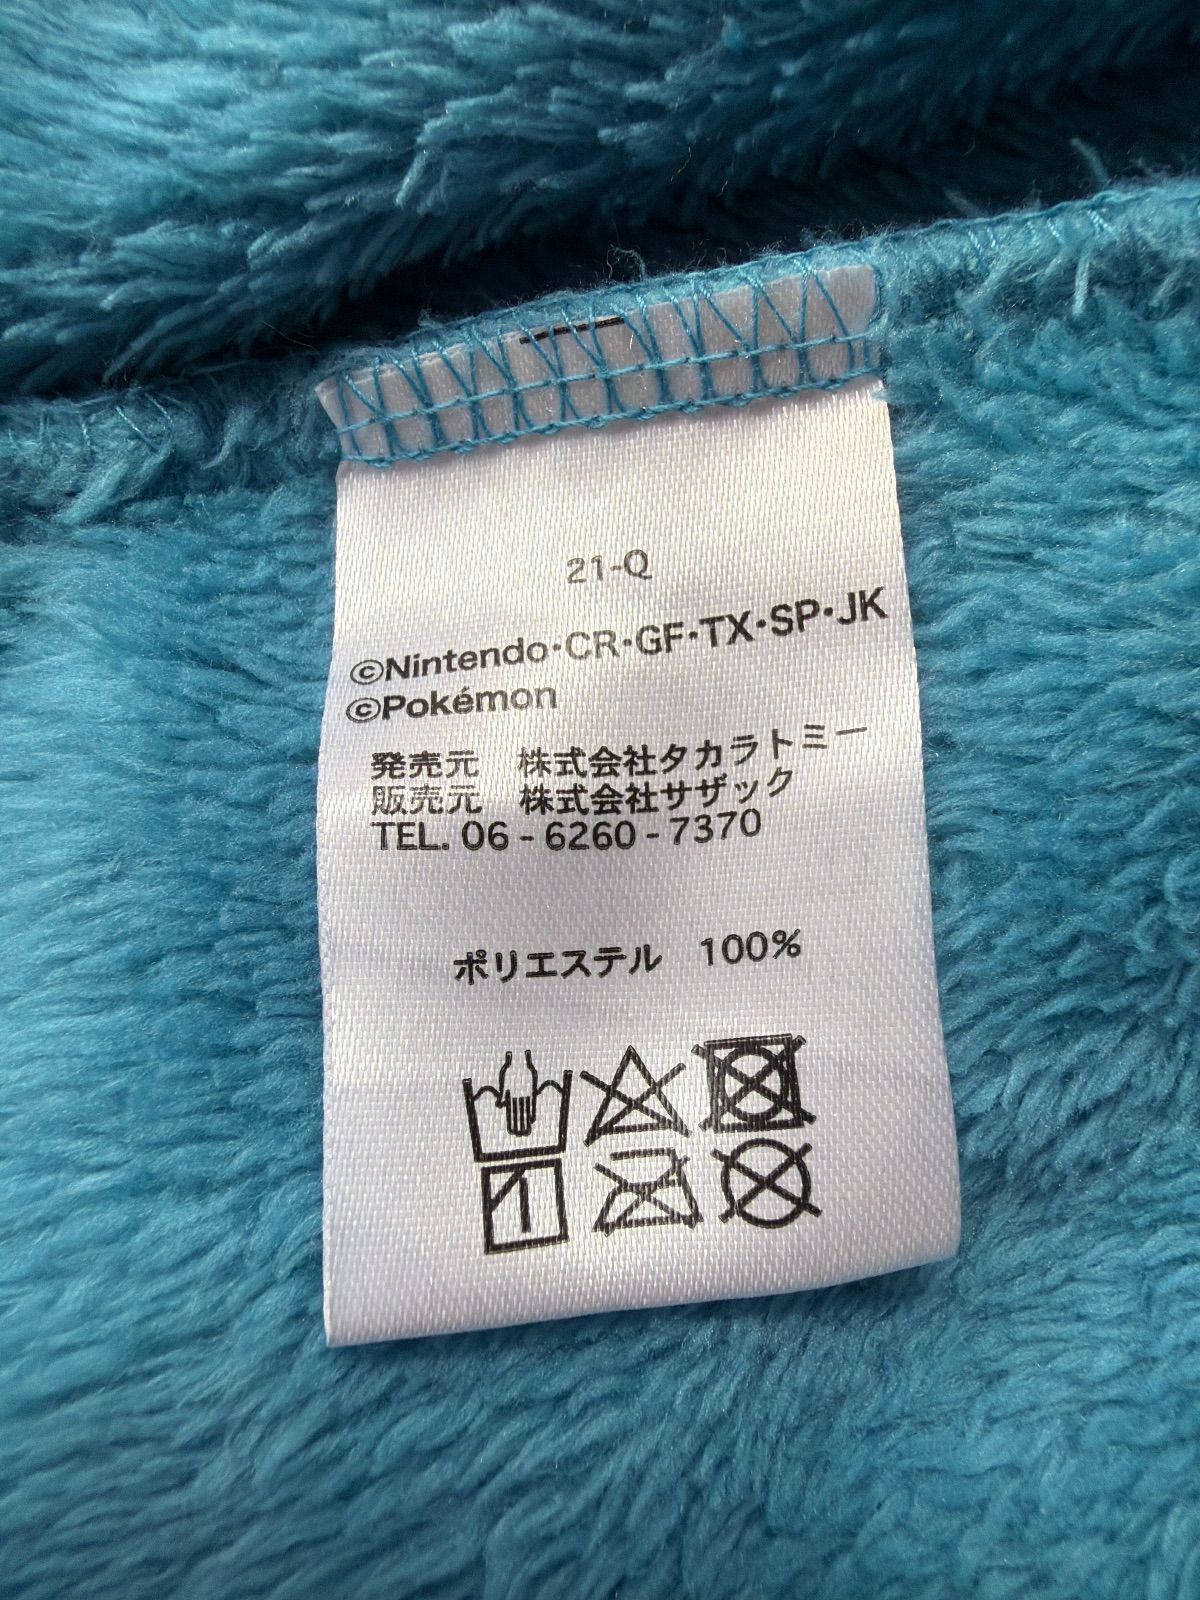 21-Q
©Nintendo・CR・GF・TX・SP・JK
©Pokémon
発売元 株式会社タカラトミー
販売元 株式会社サザック
TEL. 06 - 6260 - 7370
ポリエステル 100%